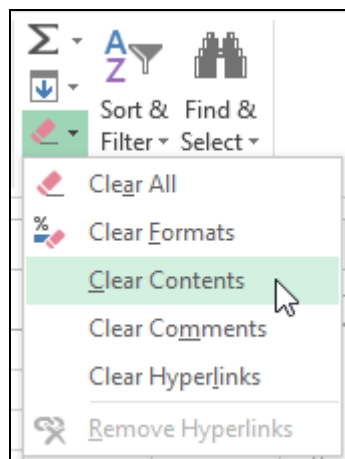 Σ
A
Z
Sort & Find &
Filter Select
Clear All
% Clear Formats
Clear Contents
Clear Comments
Clear Hyperlinks
Remove Hyperlinks